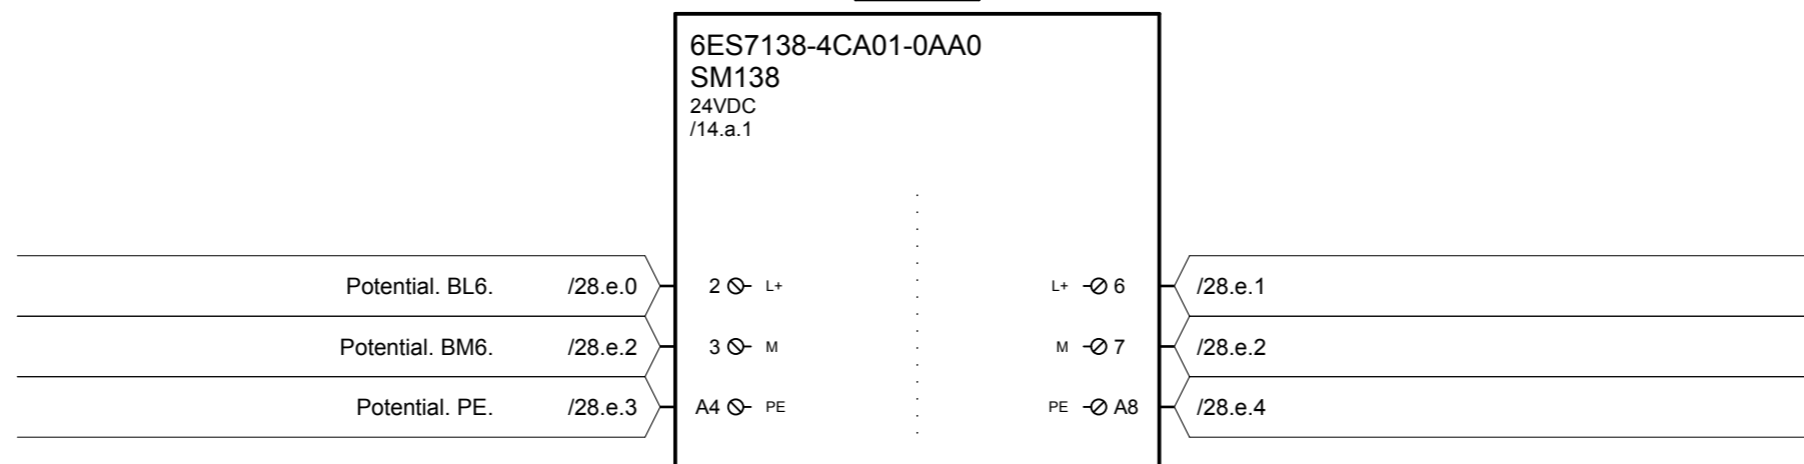 6ES7138-4CA01-0AA0
SM138
24VDC
/14.a.1
Potential. BL6. /28.e.0 2 L+ L+ 6 /28.e.1
Potential. BM6. /28.e.2 3 M M 7 /28.e.2
Potential. PE. /28.e.3 A4 PE PE A8 /28.e.4